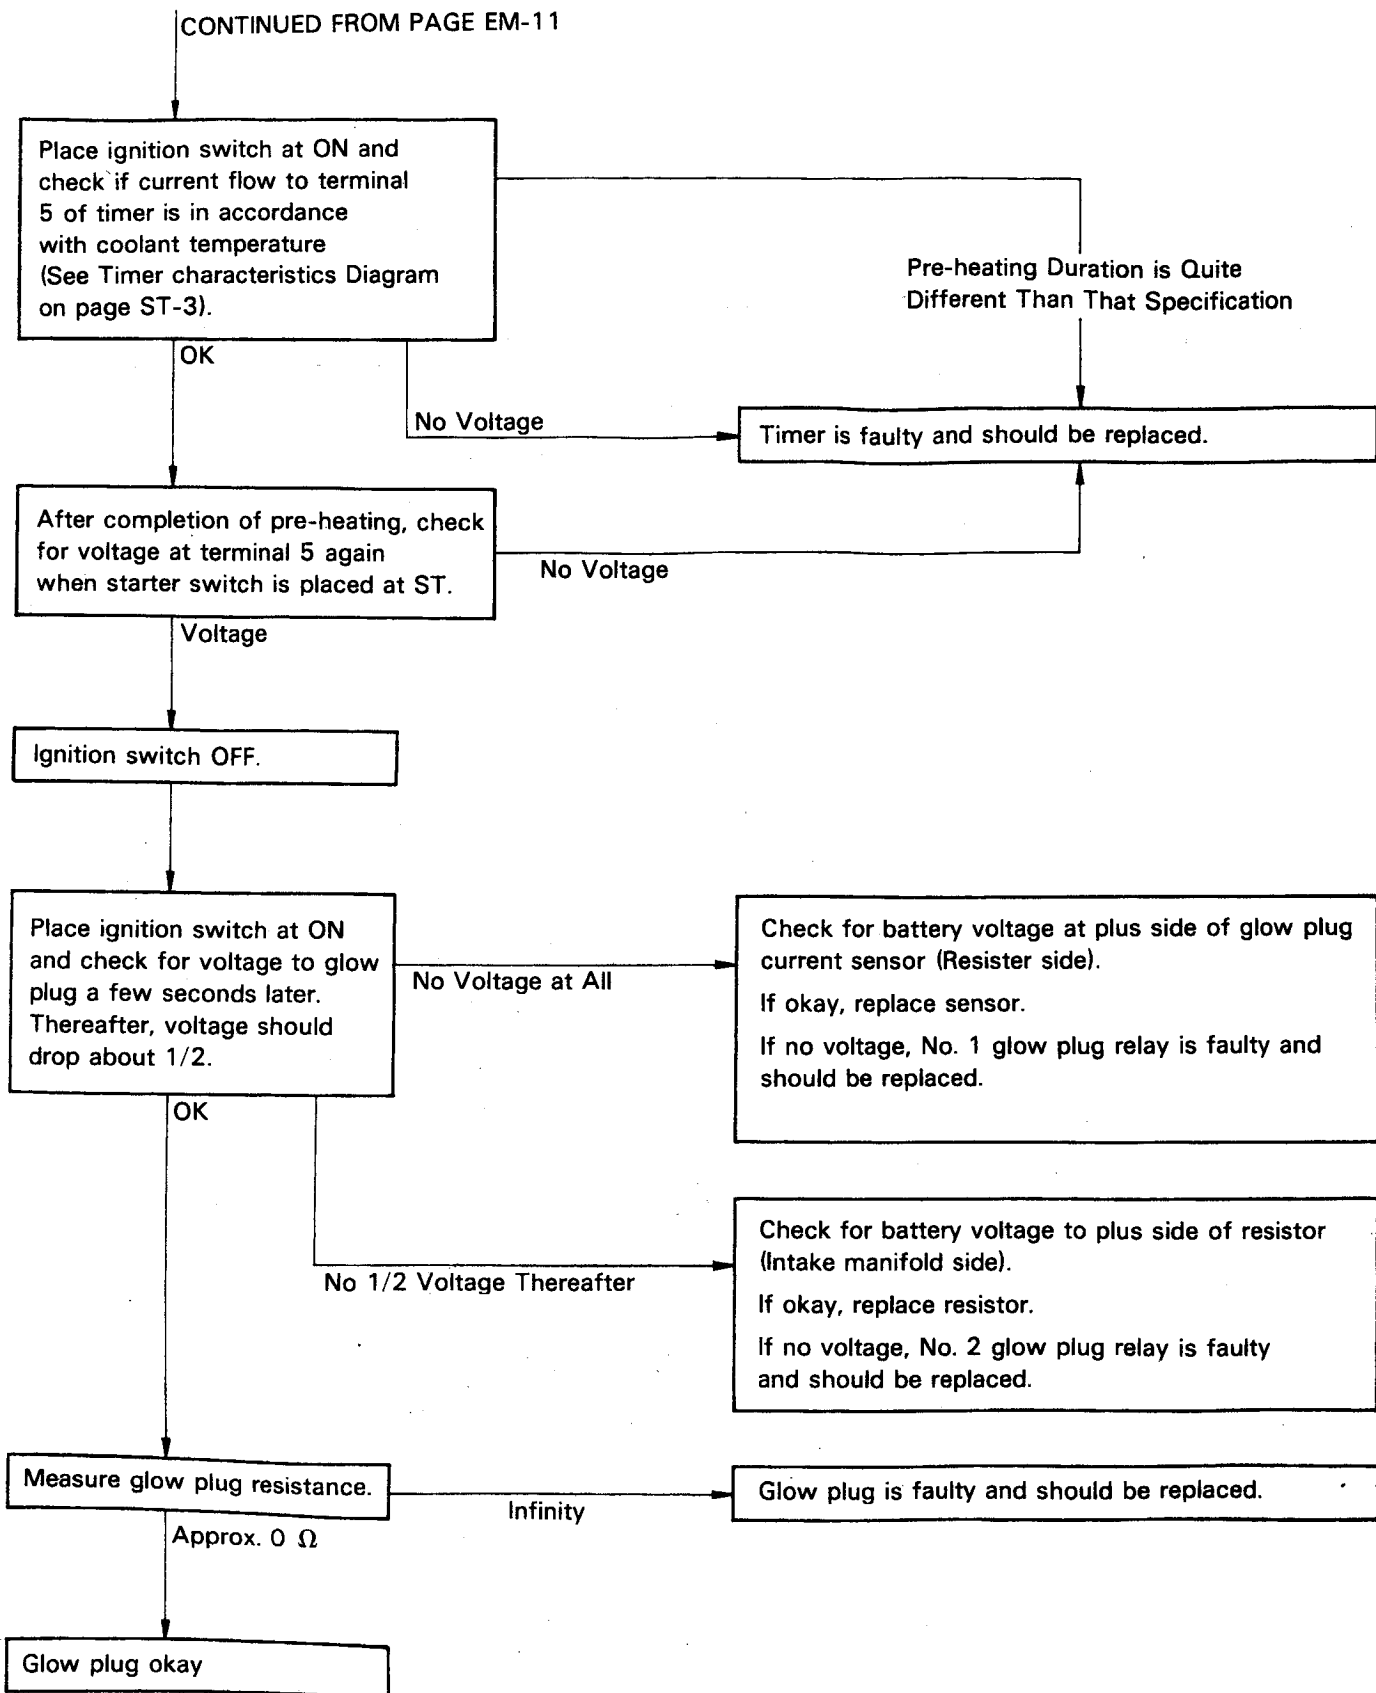 CONTINUED FROM PAGE EM-11
Place ignition switch at ON and
check if current flow to terminal
5 of timer is in accordance
with coolant temperature
(See Timer characteristics Diagram
on page ST-3).
Pre-heating Duration is Quite
Different Than That Specification
OK
No Voltage
Timer is faulty and should be replaced.
After completion of pre-heating, check
for voltage at terminal 5 again
when starter switch is placed at ST.
No Voltage
Voltage
Ignition switch OFF.
Place ignition switch at ON
and check for voltage to glow
plug a few seconds later.
Thereafter, voltage should
drop about 1/2.
No Voltage at All
Check for battery voltage at plus side of glow plug
current sensor (Resister side).
If okay, replace sensor.
If no voltage, No. 1 glow plug relay is faulty and
should be replaced.
OK
No 1/2 Voltage Thereafter
Check for battery voltage to plus side of resistor
(Intake manifold side).
If okay, replace resistor.
If no voltage, No. 2 glow plug relay is faulty
and should be replaced.
Measure glow plug resistance.
Infinity
Glow plug is faulty and should be replaced.
Approx. 0 Ω
Glow plug okay